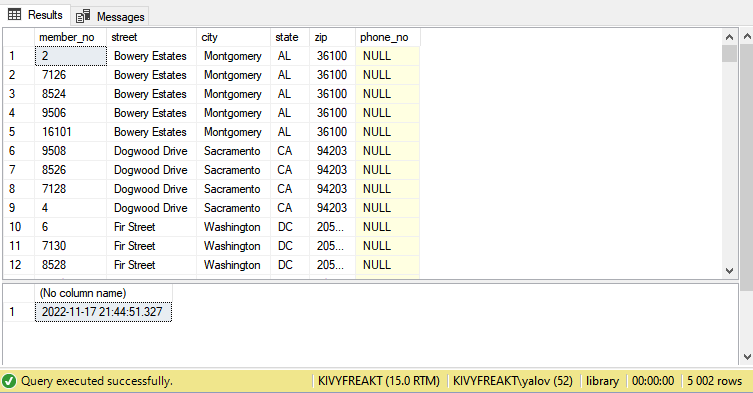 Results Messages
member_no street city state zip phone_no
1 2 Bowery Estates Montgomery AL 36100 NULL
2 7126 Bowery Estates Montgomery AL 36100 NULL
3 8524 Bowery Estates Montgomery AL 36100 NULL
4 9506 Bowery Estates Montgomery AL 36100 NULL
5 16101 Bowery Estates Montgomery AL 36100 NULL
6 9508 Dogwood Drive Sacramento CA 94203 NULL
7 8526 Dogwood Drive Sacramento CA 94203 NULL
8 7128 Dogwood Drive Sacramento CA 94203 NULL
9 4 Dogwood Drive Sacramento CA 94203 NULL
10 6 Fir Street Washington DC 205... NULL
11 7130 Fir Street Washington DC 205... NULL
12 8528 Fir Street Washington DC 205... NULL
(No column name)
1 2022-11-17 21:44:51.327
Query executed successfully. KIVYFREAKT (15.0 RTM) KIVYFREAKT\yalov (52) library 00:00:00 5 002 rows